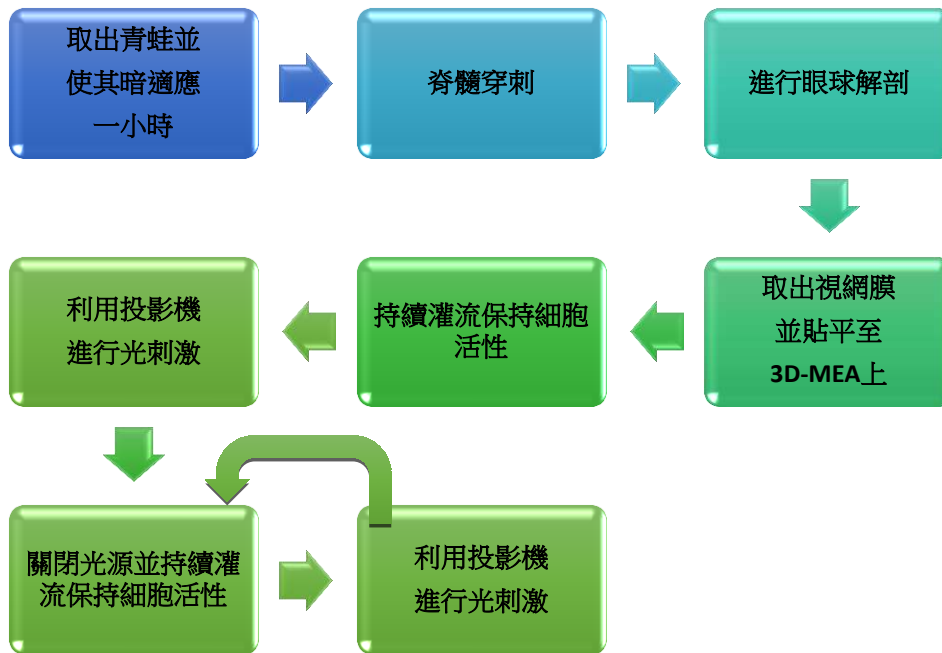 取出青蛙並
使其暗適應
一小時
脊髓穿刺
進行眼球解剖
取出視網膜
並貼平至
3D-MEA上
持續灌流保持細胞
活性
利用投影機
進行光刺激
關閉光源並持續灌
流保持細胞活性
利用投影機
進行光刺激